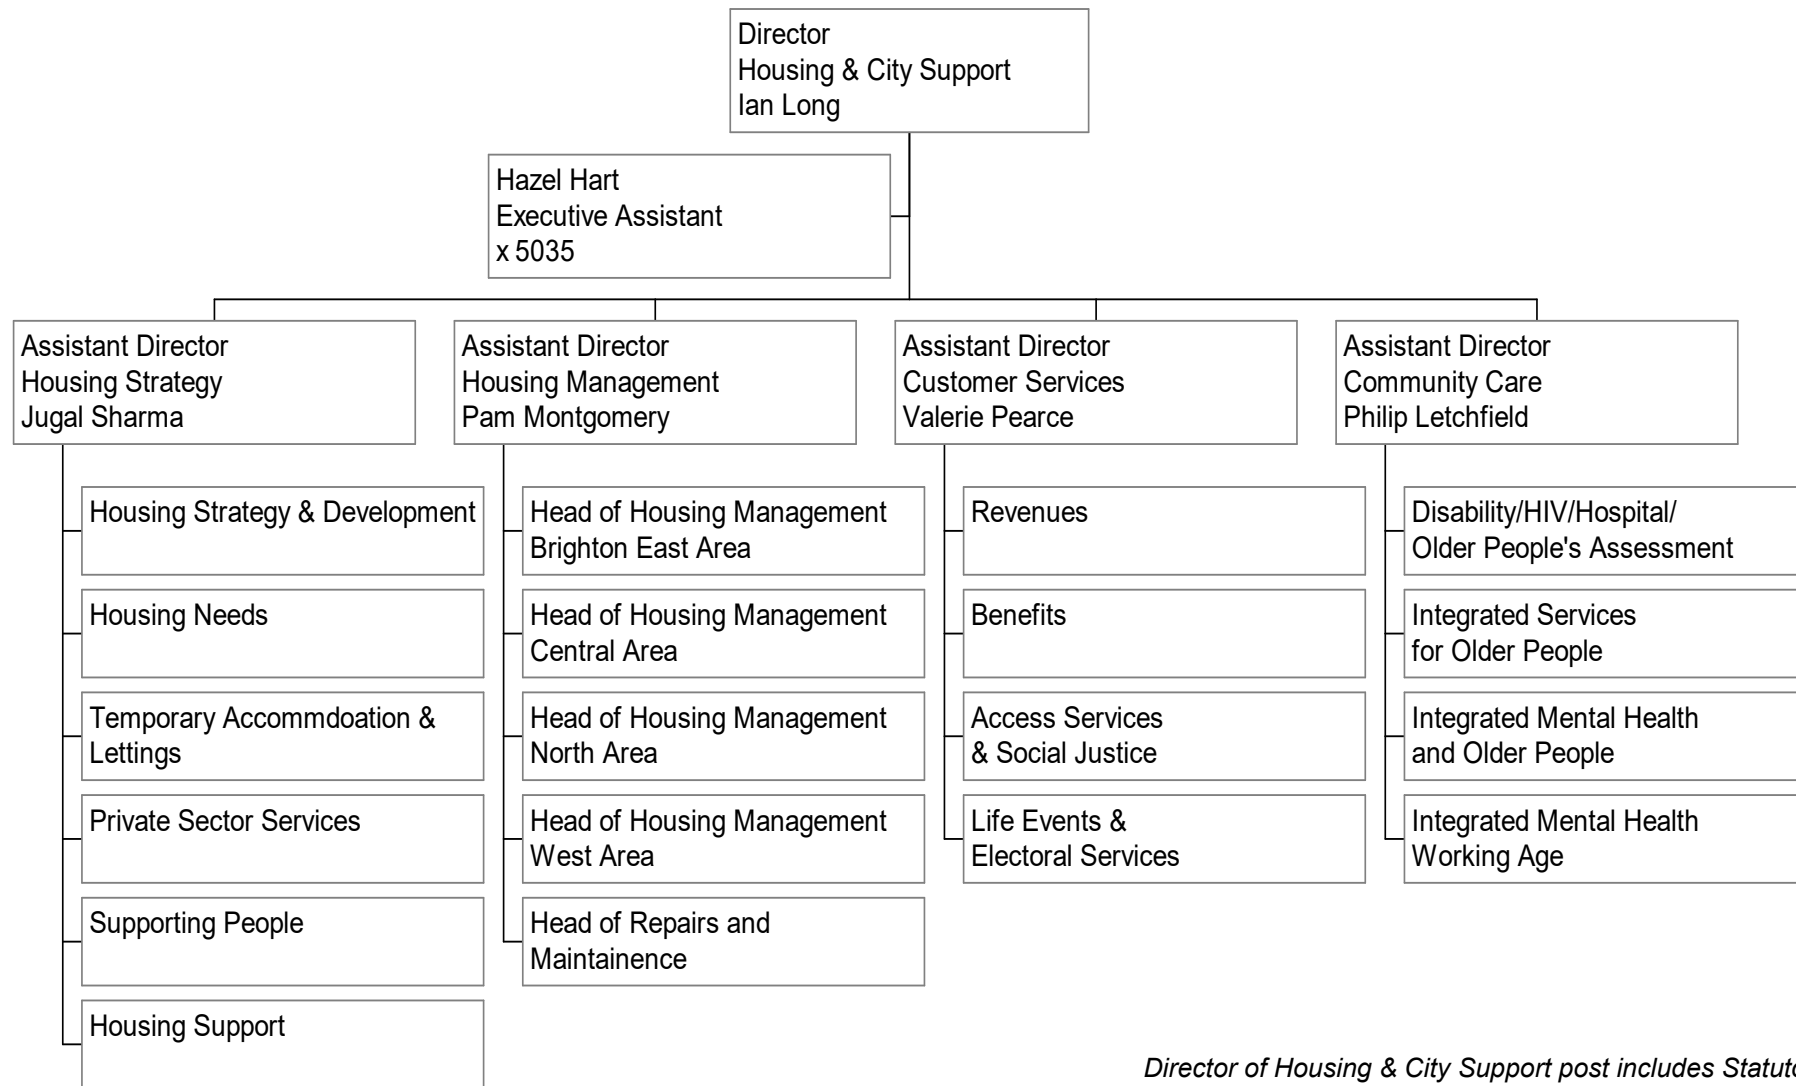 Director
Housing & City Support
Ian Long
Hazel Hart
Executive Assistant
x 5035
Assistant Director
Housing Strategy
Jugal Sharma
Housing Strategy & Development
Housing Needs
Temporary Accommdoation &
Lettings
Private Sector Services
Supporting People
Housing Support
Assistant Director
Housing Management
Pam Montgomery
Head of Housing Management
Brighton East Area
Head of Housing Management
Central Area
Head of Housing Management
North Area
Head of Housing Management
West Area
Head of Repairs and
Maintainence
Assistant Director
Customer Services
Valerie Pearce
Revenues
Benefits
Access Services
& Social Justice
Life Events &
Electoral Services
Assistant Director
Community Care
Philip Letchfield
Disability/HIV/Hospital/
Older People's Assessment
Integrated Services
for Older People
Integrated Mental Health
and Older People
Integrated Mental Health
Working Age
Director of Housing & City Support post includes